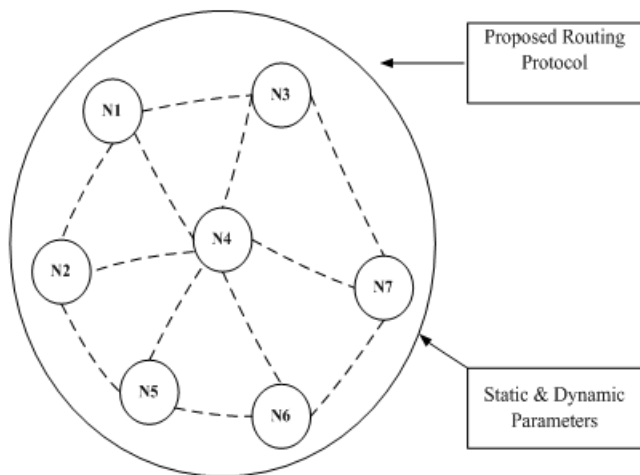 Proposed Routing
Protocol
N1
N3
N4
N2
N7
N5
N6
Static & Dynamic
Parameters